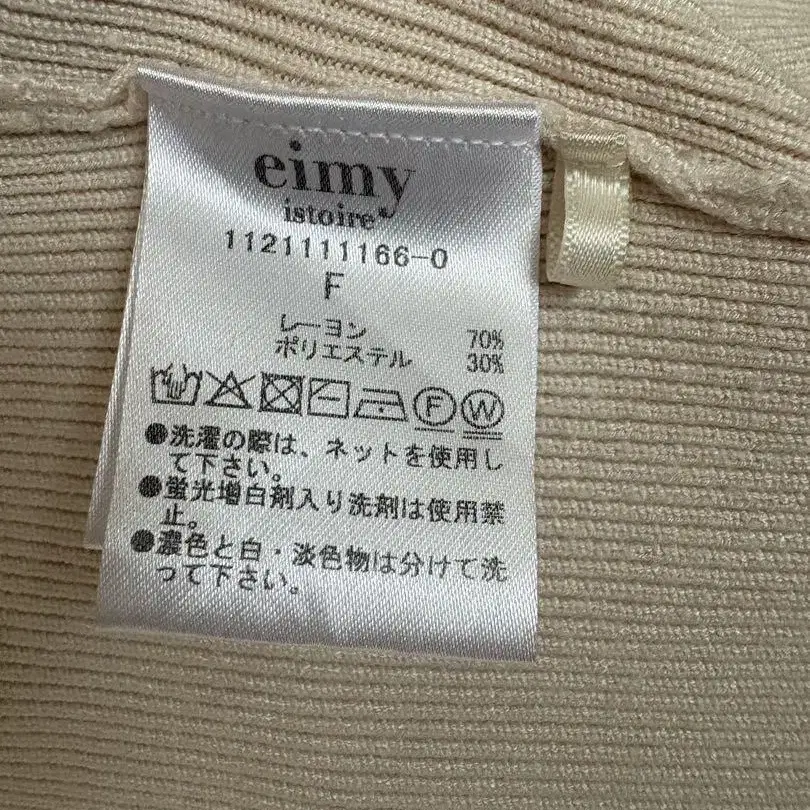 eimy
istoire*
1121111166-0
F
レーヨン 70%
ポリエステル 30%
F W
●洗濯の際は、ネットを使用し
て下さい。
●蛍光増白剤入り洗剤は使用禁
止。
●濃色と白・淡色物は分けて洗
って下さい。